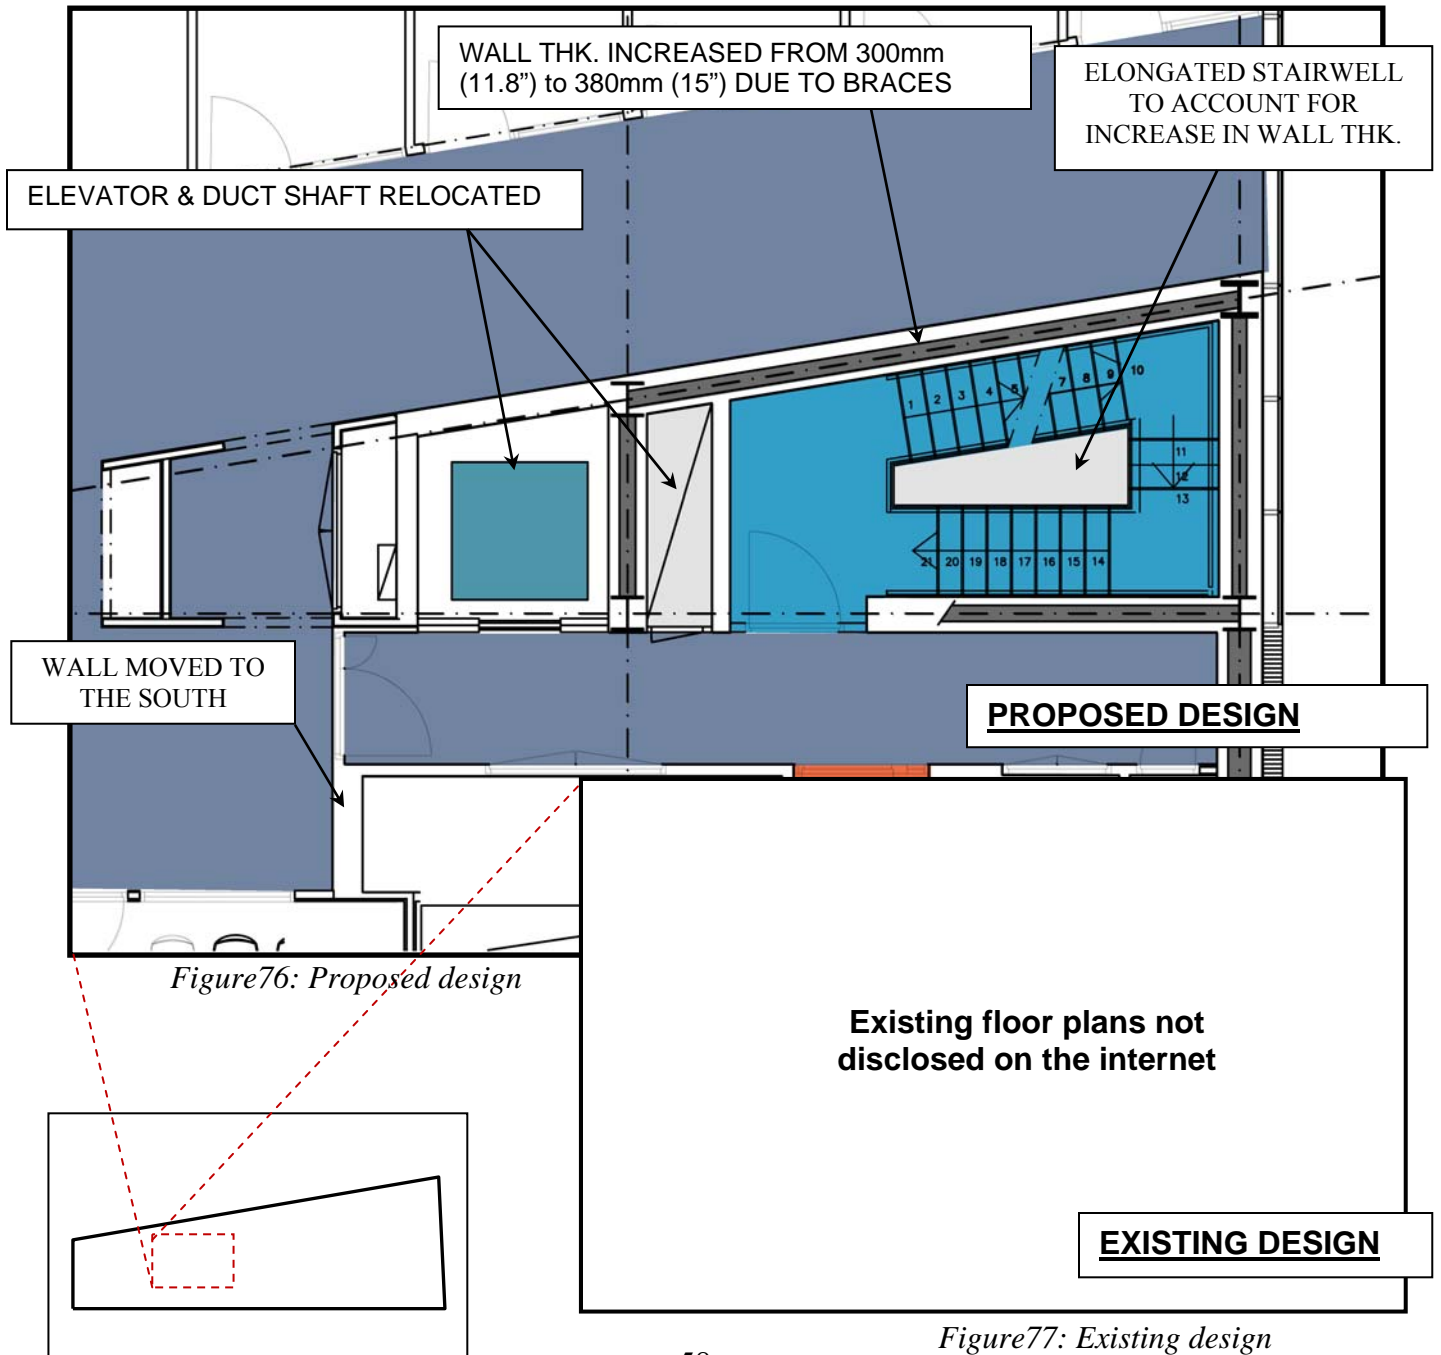 WALL THK. INCREASED FROM 300mm
(11.8”) to 380mm (15”) DUE TO BRACES
ELONGATED STAIRWELL
TO ACCOUNT FOR
INCREASE IN WALL THK.
ELEVATOR & DUCT SHAFT RELOCATED
1 2 3 4 5 7 8 9 10
11
12
13
21 20 19 18 17 16 15 14
WALL MOVED TO
THE SOUTH
PROPOSED DESIGN
Figure76: Proposed design
Existing floor plans not
disclosed on the internet
EXISTING DESIGN
Figure77: Existing design